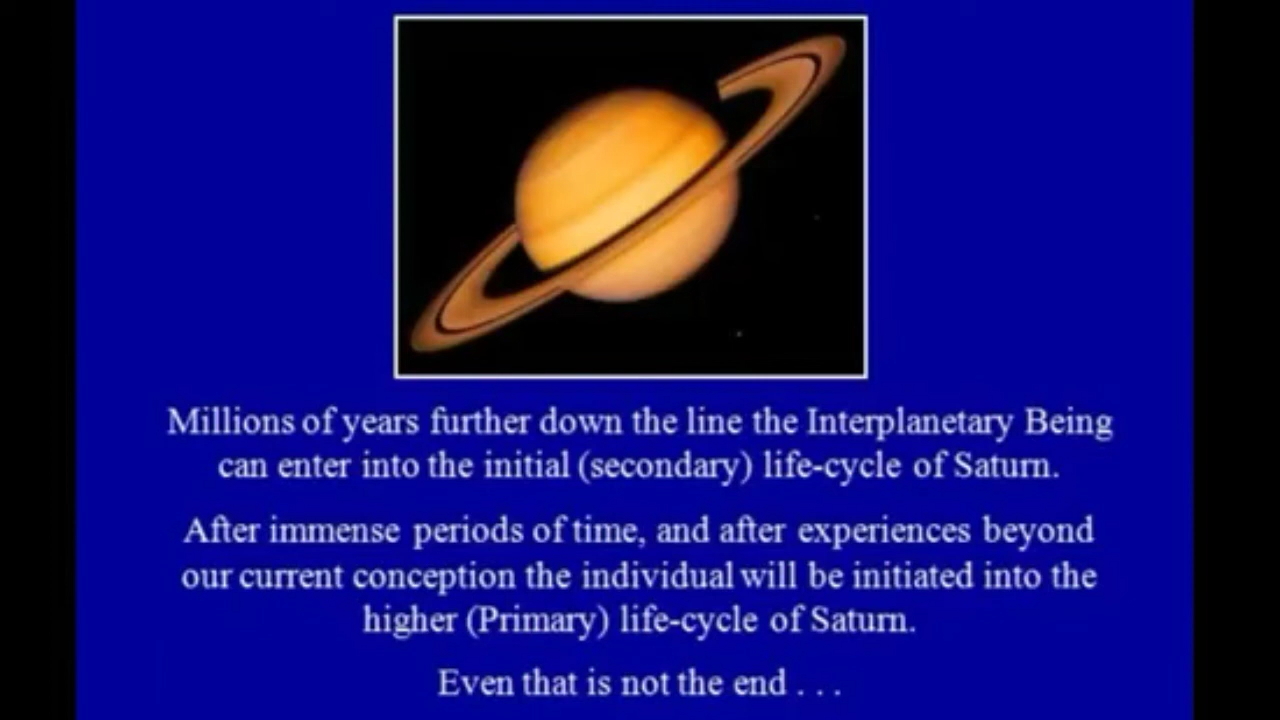 Millions of years further down the line the Interplanetary Being
can enter into the initial (secondary) life-cycle of Saturn.
After immense periods of time, and after experiences beyond
our current conception the individual will be initiated into the
higher (Primary) life-cycle of Saturn.
Even that is not the end . . .